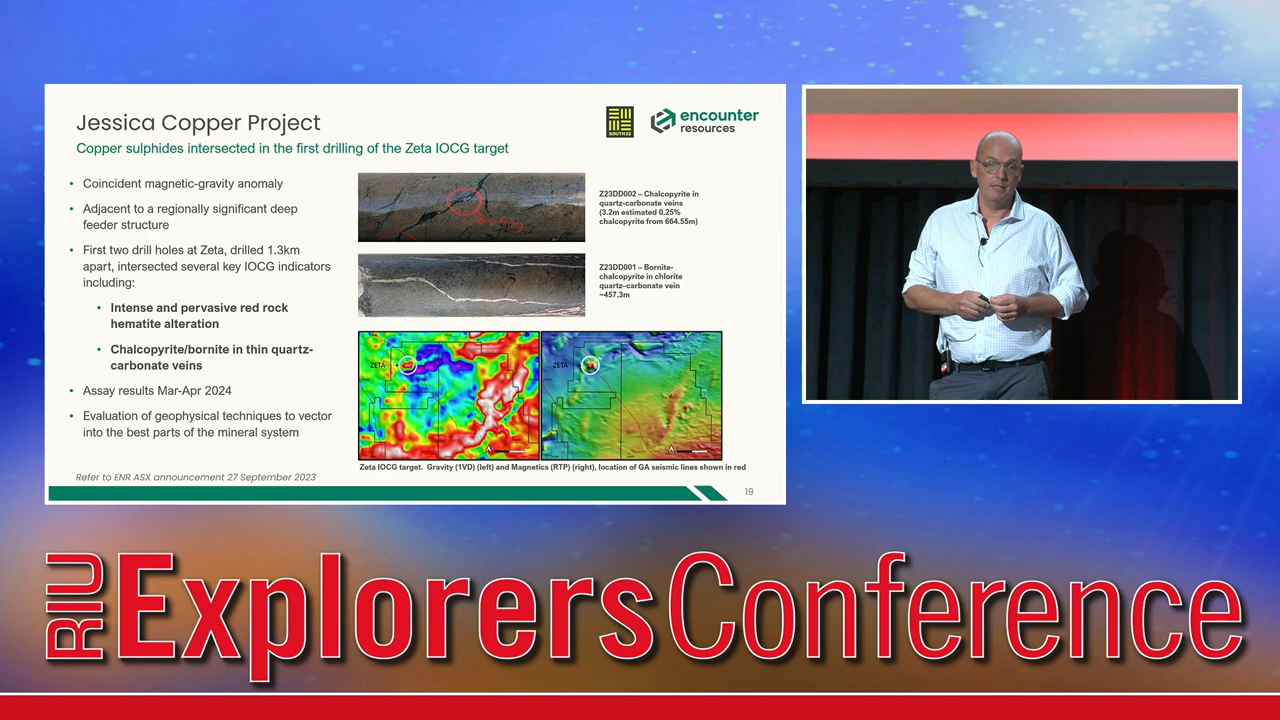 Jessica Copper Project
Copper sulphides intersected in the first drilling of the Zeta IOCG target
SOUTH32
encounter
resources
• Coincident magnetic-gravity anomaly
• Adjacent to a regionally significant deep
feeder structure
• First two drill holes at Zeta, drilled 1.3km
apart, intersected several key IOCG indicators
including:
• Intense and pervasive red rock
hematite alteration
• Chalcopyrite/bornite in thin quartz-
carbonate veins
• Assay results Mar-Apr 2024
• Evaluation of geophysical techniques to vector
into the best parts of the mineral system
Z23DD002 – Chalcopyrite in
quartz-carbonate veins
(3.2m estimated 0.25%
chalcopyrite from 664.55m)
Z23DD001 – Bornite-
chalcopyrite in chlorite
quartz–carbonate vein
~457.3m
ZETA
ZETA
Zeta IOCG target. Gravity (1VD) (left) and Magnetics (RTP) (right), location of GA seismic lines shown in red
Refer to ENR ASX announcement 27 September 2023
19
RIU ExplorersConference